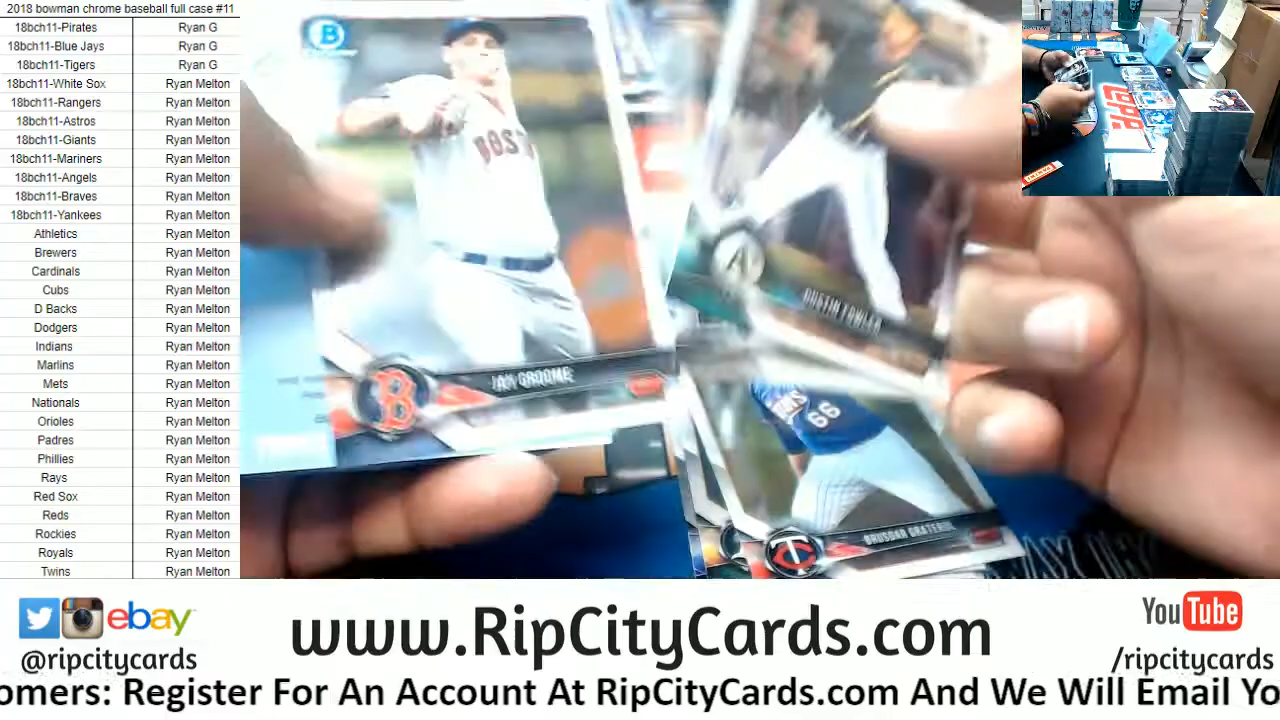 2018 bowman chrome baseball full case #11
18bch11-Pirates Ryan G
18bch11-Blue Jays Ryan G
18bch11-Tigers Ryan G
18bch11-White Sox Ryan Melton
18bch11-Rangers Ryan Melton
18bch11-Astros Ryan Melton
18bch11-Giants Ryan Melton
18bch11-Mariners Ryan Melton
18bch11-Angels Ryan Melton
18bch11-Braves Ryan Melton
18bch11-Yankees Ryan Melton
Athletics Ryan Melton
Brewers Ryan Melton
Cardinals Ryan Melton
Cubs Ryan Melton
D Backs Ryan Melton
Dodgers Ryan Melton
Indians Ryan Melton
Marlins Ryan Melton
Mets Ryan Melton
Nationals Ryan Melton
Orioles Ryan Melton
Padres Ryan Melton
Phillies Ryan Melton
Rays Ryan Melton
Red Sox Ryan Melton
Reds Ryan Melton
Rockies Ryan Melton
Royals Ryan Melton
Twins Ryan Melton
B
BOST
JAY GROOME
B
DUSTIN FOWLER
66
BRUSDAR GRATEROL
TC
ebay
@ripcitycards
www.RipCityCards.com
YouTube
/ripcitycards
omers: Register For An Account At RipCityCards.com And We Will Email Yo